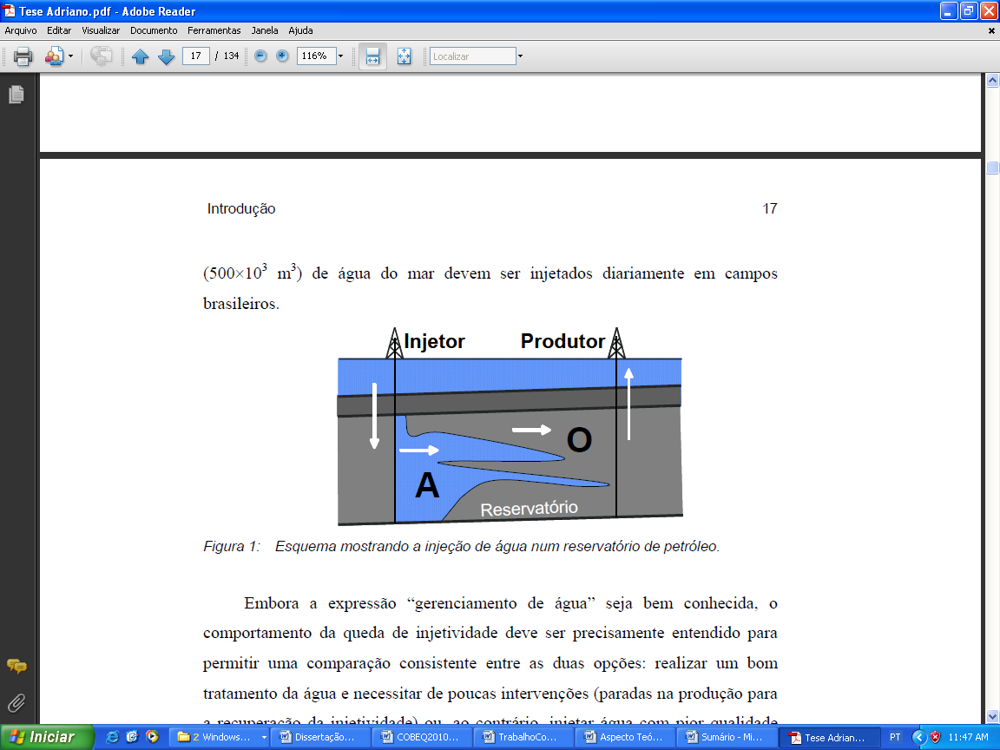 Tese Adriano.pdf - Adobe Reader
Arquivo Editar Visualizar Documento Ferramentas Janela Ajuda
17 / 134 116% Localizar
Introdução 17
(500×10³ m³) de água do mar devem ser injetados diariamente em campos
brasileiros.
Injetor Produtor
O
A
Reservatório
Figura 1: Esquema mostrando a injeção de água num reservatório de petróleo.
Embora a expressão “gerenciamento de água” seja bem conhecida, o
comportamento da queda de injetividade deve ser precisamente entendido para
permitir uma comparação consistente entre as duas opções: realizar um bom
tratamento da água e necessitar de poucas intervenções (paradas na produção para
a recuperação da injetividade) ou, ao contrário, injetar água com pior qualidade
Iniciar 2 Windows... Dissertação... COBEQ2010... TrabalhoCo... Aspecto Teó... Sumário - Mi... Tese Adrian... PT 11:47 AM